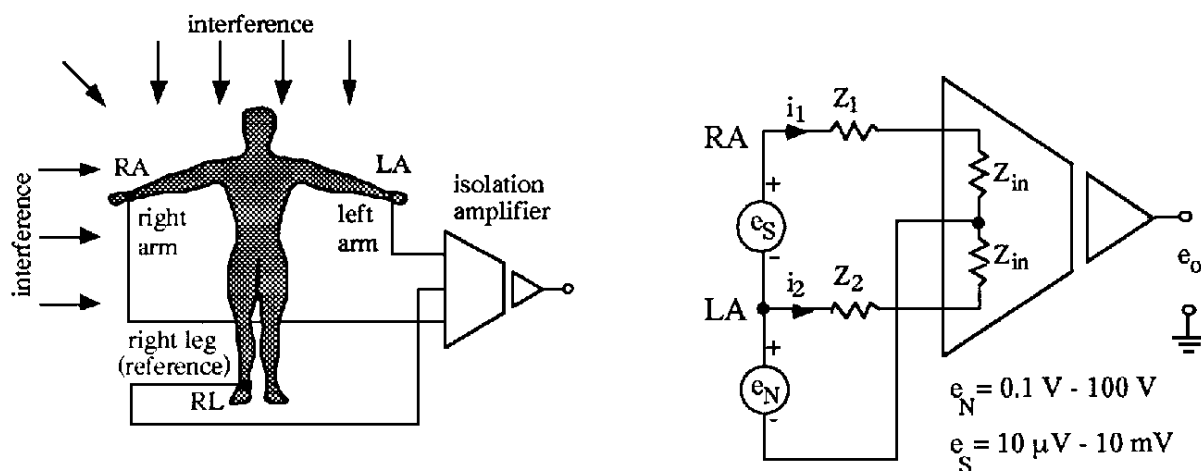 interference
interference
RA
LA
right
arm
left
arm
isolation
amplifier
right leg
(reference)
RL
RA
i1
Z1
+
eS
-
Zin
Zin
LA
i2
Z2
+
eN
-
eo
eN = 0.1 V - 100 V
eS = 10 µV - 10 mV